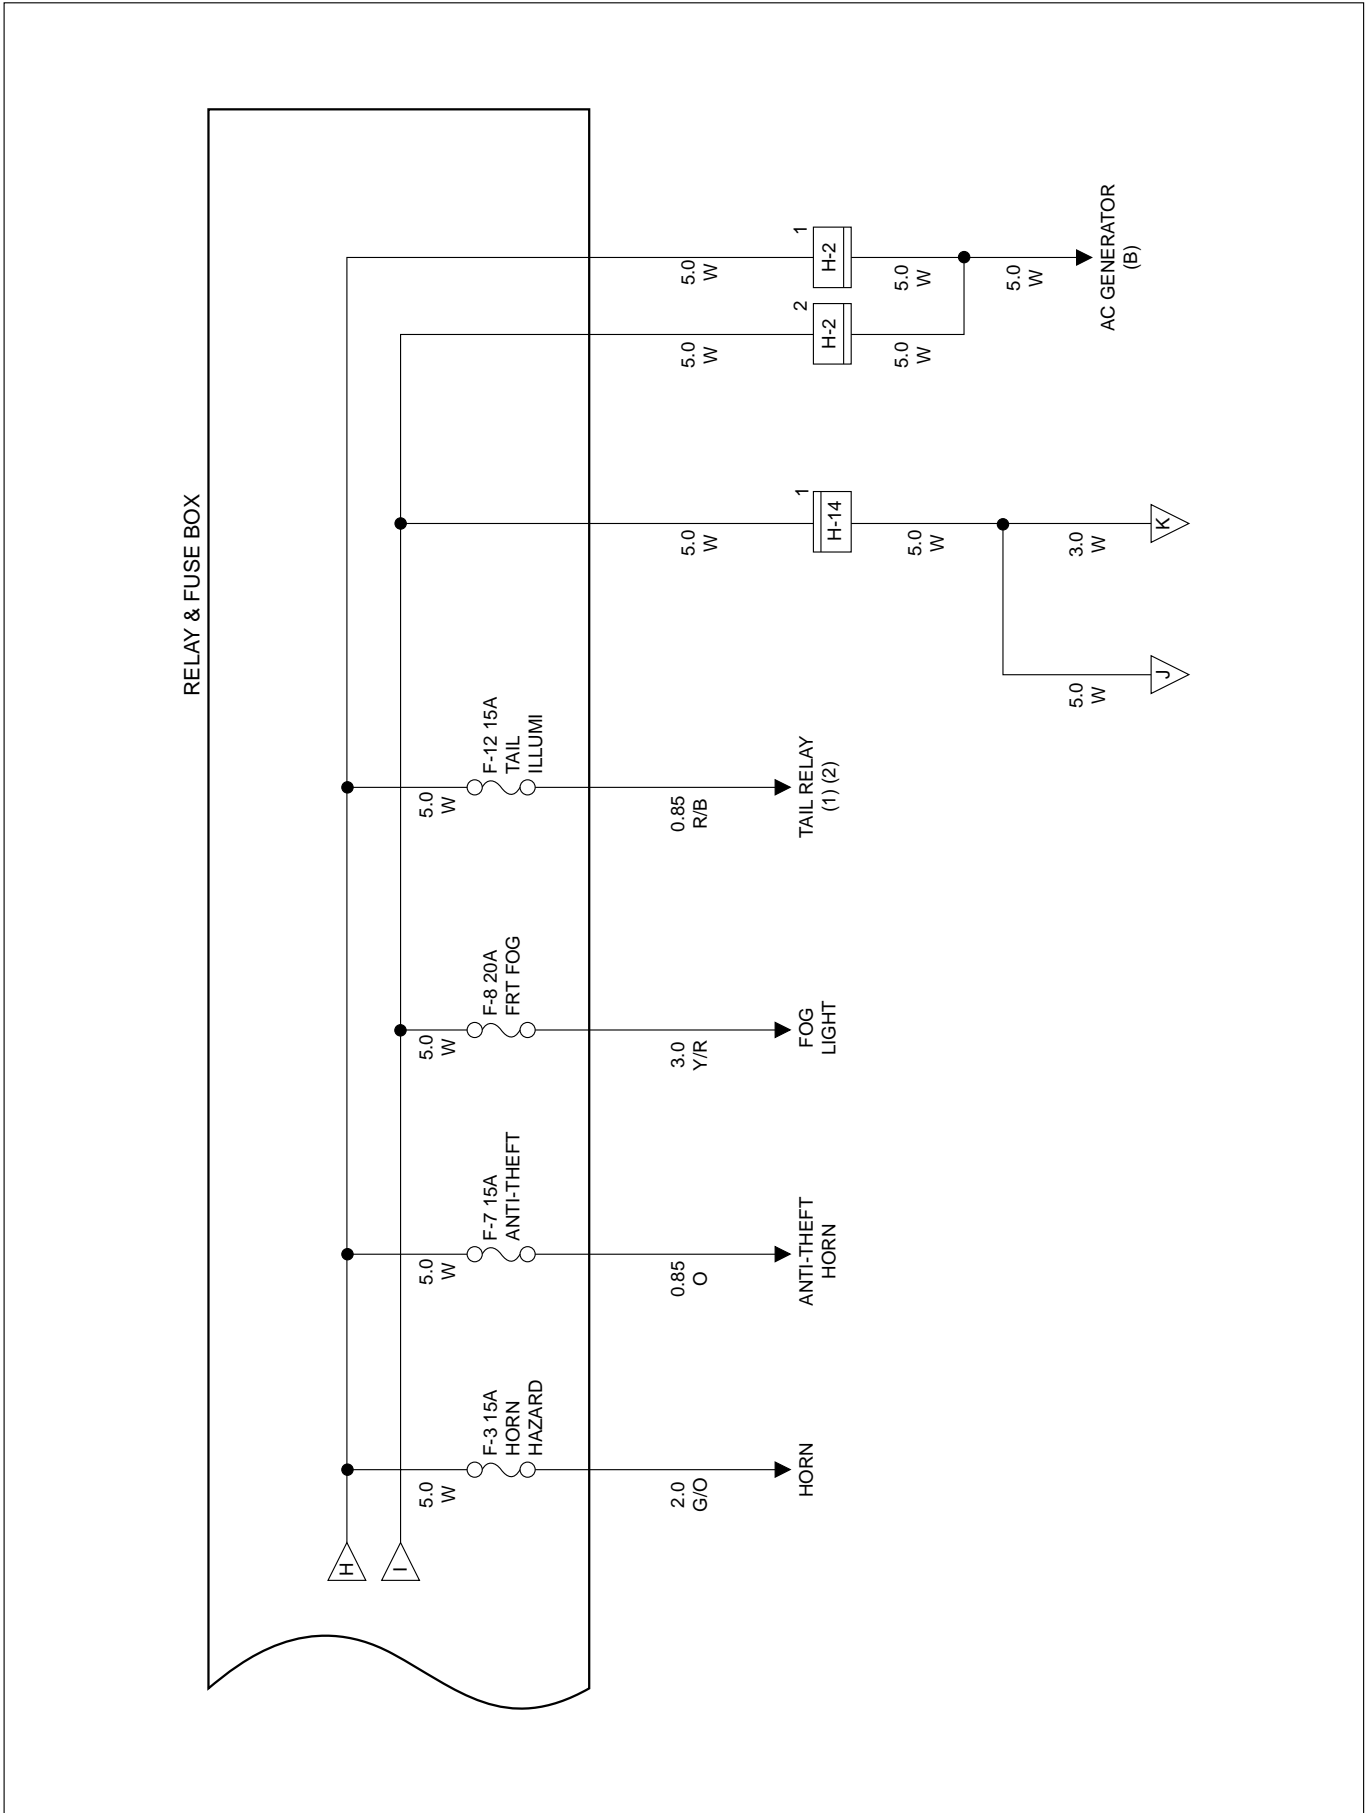 RELAY & FUSE BOX
H
I
5.0
W
F-3 15A
HORN
HAZARD
2.0
G/O
HORN
5.0
W
F-7 15A
ANTI-THEFT
0.85
O
ANTI-THEFT
HORN
5.0
W
F-8 20A
FRT FOG
3.0
Y/R
FOG
LIGHT
5.0
W
F-12 15A
TAIL
ILLUMI
0.85
R/B
TAIL RELAY
(1) (2)
5.0
W
1
H-14
5.0
W
5.0
W
J
3.0
W
K
5.0
W
2
H-2
5.0
W
5.0
W
1
H-2
5.0
W
5.0
W
AC GENERATOR
(B)